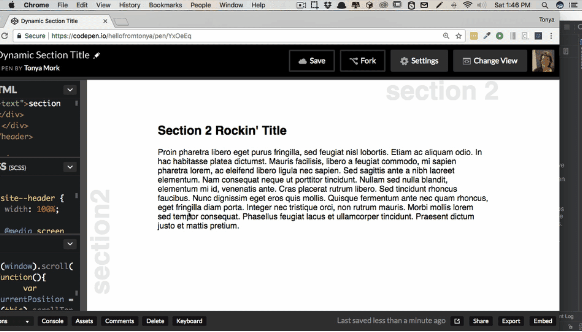 Chrome File Edit View History Bookmarks People Window Help Sat 1:46 PM
Dynamic Section Title
Tonya
Secure https://codepen.io/hellofromtonya/pen/YxOeEq
Dynamic Section Title
PEN BY Tonya Mork
Save Fork Settings Change View
section 2
-text">section
</div>
</div>
header>
(SCSS)
site--header {
width: 100%;
@media screen
(window).scroll(
unction(){
var
urrentPosition =
section2
Section 2 Rockin' Title
Proin pharetra libero eget purus fringilla, sed feugiat nisl lobortis. Etiam ac aliquam odio. In
hac habitasse platea dictumst. Mauris facilisis, libero a feugiat commodo, mi sapien
pharetra lorem, ac eleifend libero ligula nec sapien. Sed sagittis ante a nibh laoreet
elementum. Nam consequat neque ut porttitor tincidunt. Nullam sed nulla blandit,
elementum mi id, venenatis ante. Cras placerat rutrum libero. Sed tincidunt rhoncus
faucibus. Nunc dignissim eget eros quis mollis. Quisque fermentum ante nec quam rhoncus,
eget fringilla diam porta. Integer nec tristique orci, non rutrum mauris. Morbi mollis lorem
sed tempor consequat. Phasellus feugiat lacus et ullamcorper tincidunt. Praesent dictum
justo et mattis pretium.
Console Assets Comments Delete Keyboard Last saved less than a minute ago Share Export Embed